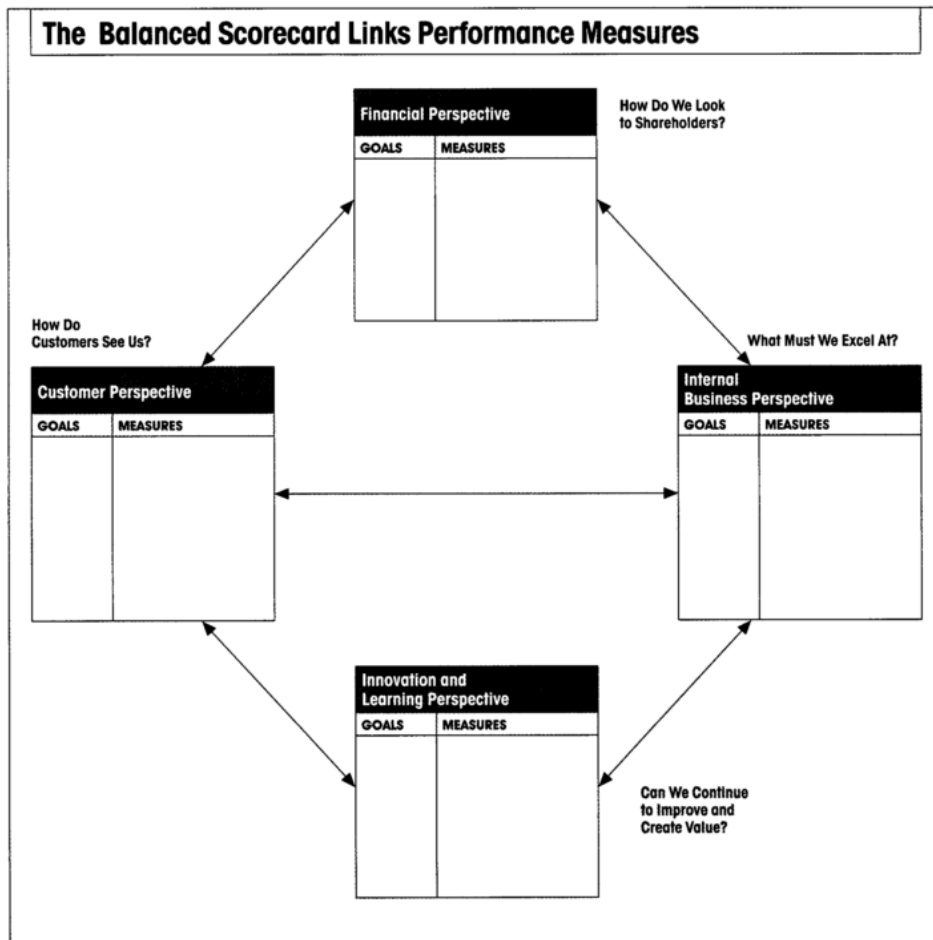 The Balanced Scorecard Links Performance Measures
Financial Perspective
GOALS MEASURES
How Do We Look
to Shareholders?
How Do
Customers See Us?
Customer Perspective
GOALS MEASURES
What Must We Excel At?
Internal
Business Perspective
GOALS MEASURES
Innovation and
Learning Perspective
GOALS MEASURES
Can We Continue
to Improve and
Create Value?